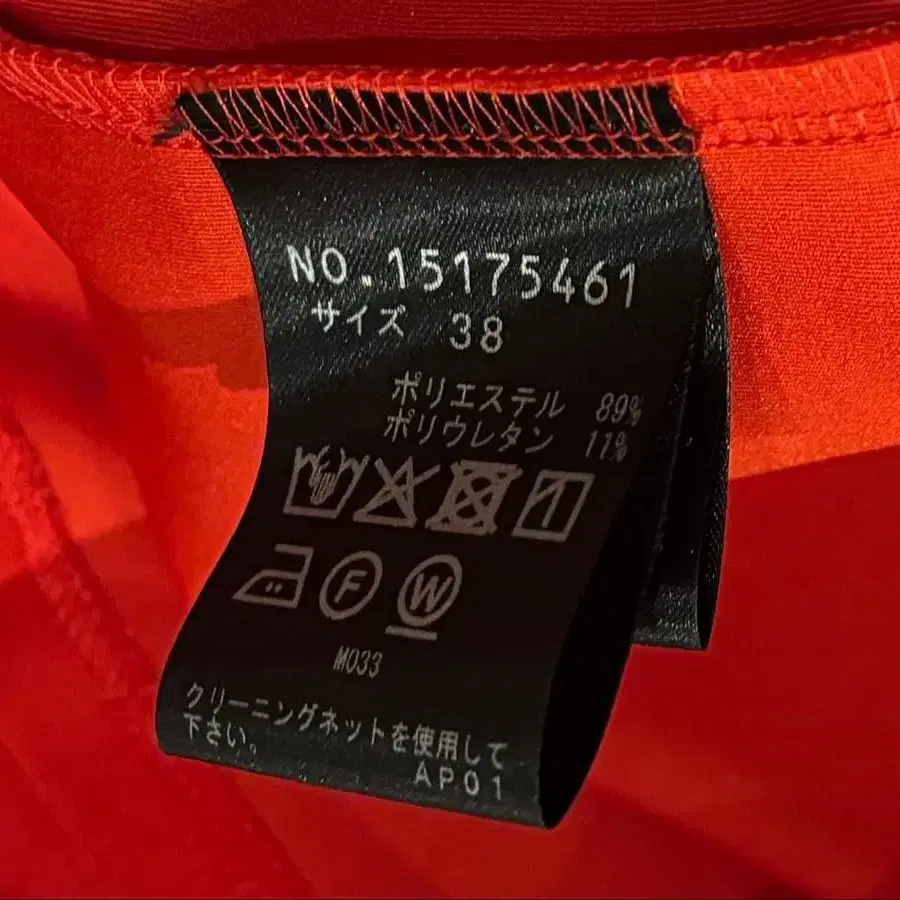 NO.15175461
サイズ 38
ポリエステル 89%
ポリウレタン 11%
F W
M033
クリーニングネットを使用して
下さい。
AP01